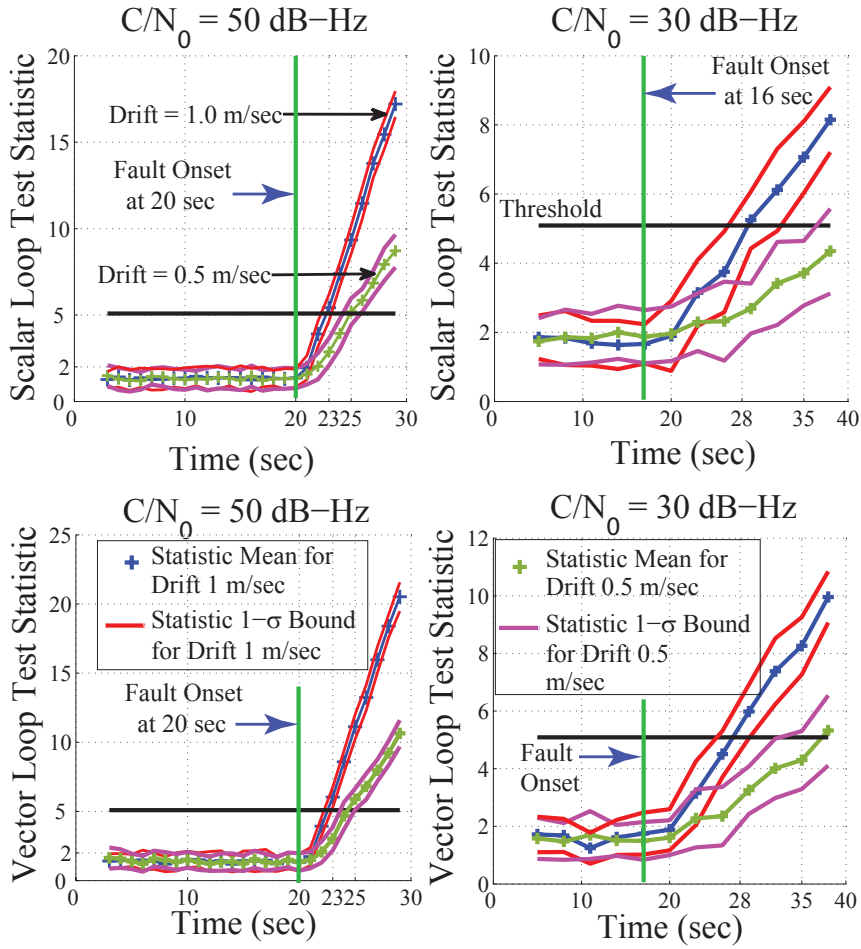 C/N0 = 50 dB−Hz
Scalar Loop Test Statistic
20
15
10
5
2
0
Drift = 1.0 m/sec
Fault Onset
at 20 sec
Drift = 0.5 m/sec
0
10
20
2325
30
Time (sec)
C/N0 = 30 dB−Hz
Scalar Loop Test Statistic
10
8
6
4
2
0
Fault Onset
at 16 sec
Threshold
0
10
20
28
35
40
Time (sec)
C/N0 = 50 dB−Hz
Vector Loop Test Statistic
25
20
15
10
5
2
0
Statistic Mean for
Drift 1 m/sec
Statistic 1−σ Bound
for Drift 1 m/sec
Fault Onset
at 20 sec
0
10
20
2325
30
Time (sec)
C/N0 = 30 dB−Hz
Vector Loop Test Statistic
12
10
8
6
4
2
0
Statistic Mean for
Drift 0.5 m/sec
Statistic 1−σ Bound
for Drift 0.5
m/sec
Fault
Onset
0
10
20
28
35
40
Time (sec)